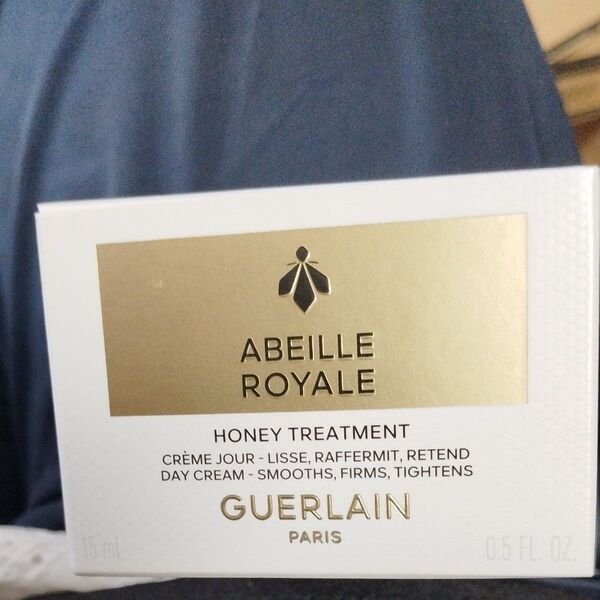 ABEILLE
ROYALE
HONEY TREATMENT
CRÈME JOUR - LISSE, RAFFERMIT, RETEND
DAY CREAM - SMOOTHS, FIRMS, TIGHTENS
GUERLAIN
PARIS
15 mL 0.5 FL. OZ.